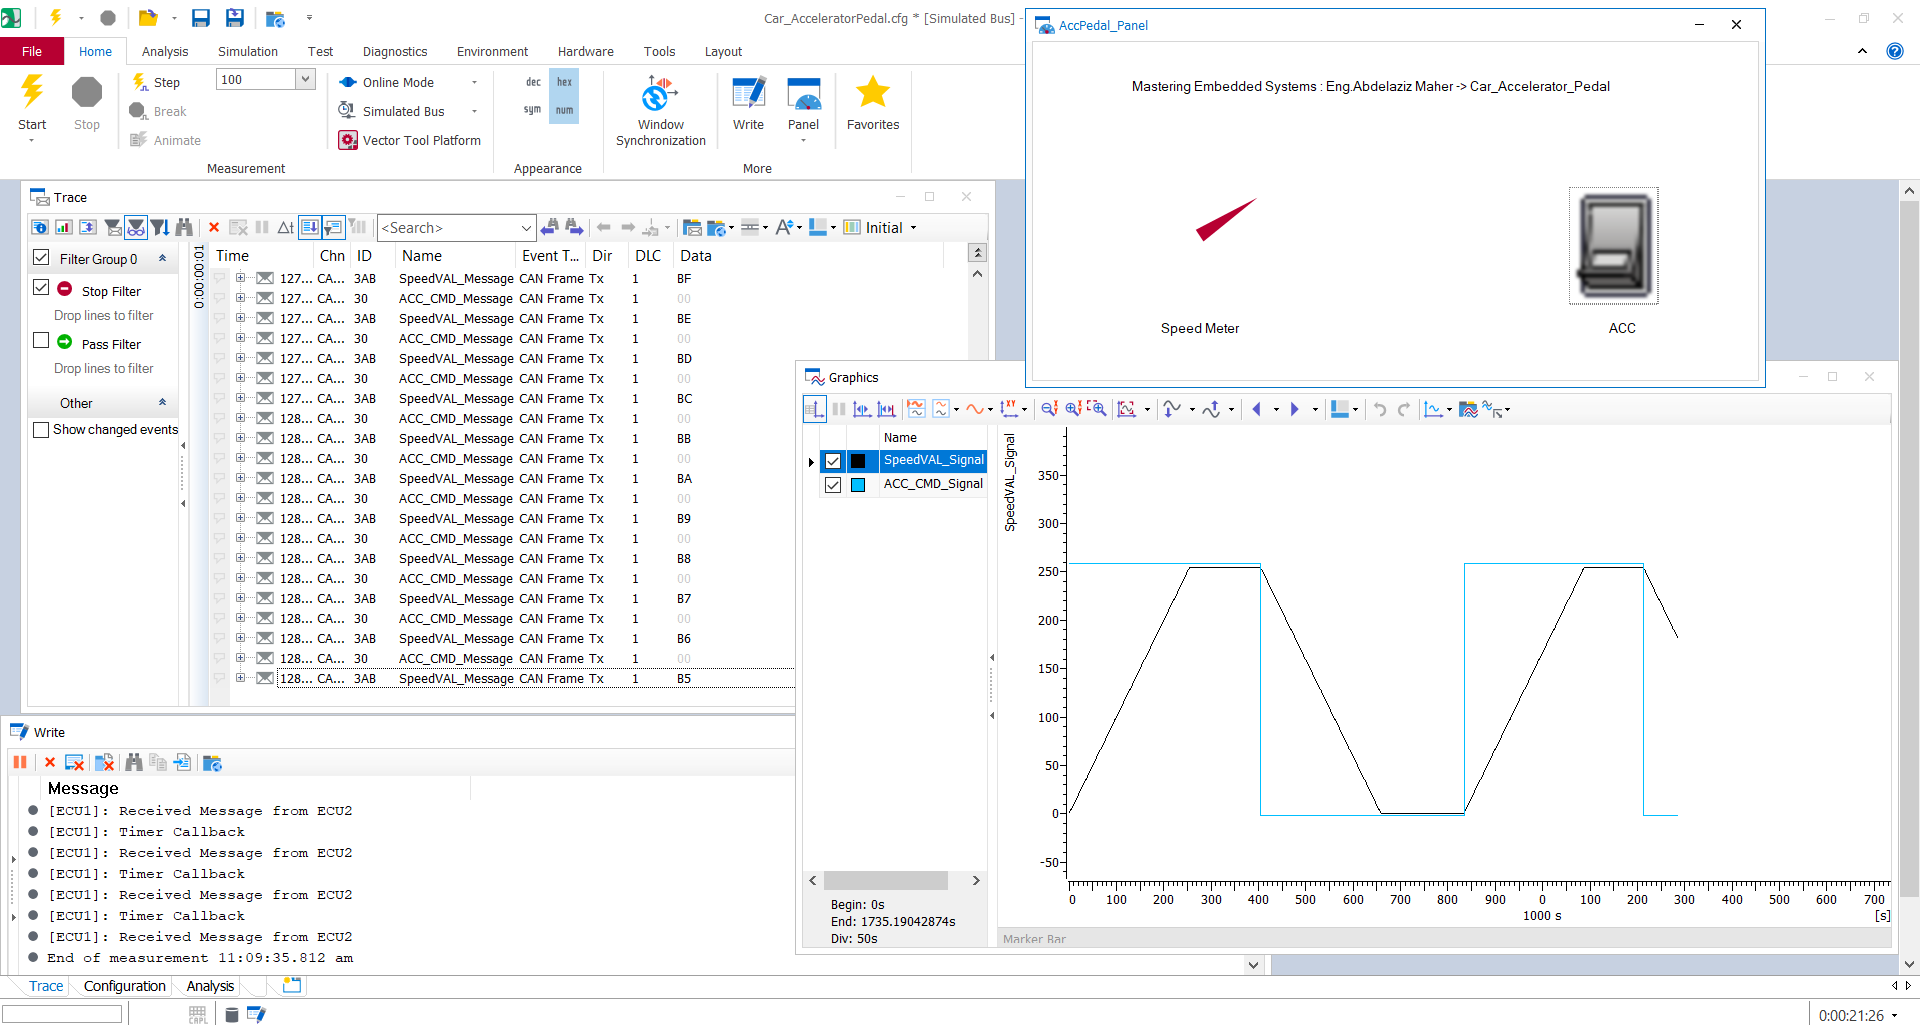 Car_AcceleratorPedal.cfg * [Simulated Bus] -
File Home Analysis Simulation Test Diagnostics Environment Hardware Tools Layout
Start
Stop
Step 100
Break
Animate
Measurement
Online Mode
Simulated Bus
Vector Tool Platform
dec hex
sym num
Appearance
Window
Synchronization
Write Panel
More
Favorites
AccPedal_Panel
Mastering Embedded Systems : Eng.Abdelaziz Maher -> Car_Accelerator_Pedal
Speed Meter
ACC
Trace
<Search>
Initial
Filter Group 0
Stop Filter
Drop lines to filter
Pass Filter
Drop lines to filter
Other
Show changed events
0:00:00:01
Time Chn ID Name Event T... Dir DLC Data
127... CA... 3AB SpeedVAL_Message CAN Frame Tx 1 BF
127... CA... 30 ACC_CMD_Message CAN Frame Tx 1 00
127... CA... 3AB SpeedVAL_Message CAN Frame Tx 1 BE
127... CA... 30 ACC_CMD_Message CAN Frame Tx 1 00
127... CA... 3AB SpeedVAL_Message CAN Frame Tx 1 BD
127... CA... 30 ACC_CMD_Message CAN Frame Tx 1 00
127... CA... 3AB SpeedVAL_Message CAN Frame Tx 1 BC
128... CA... 30 ACC_CMD_Message CAN Frame Tx 1 00
128... CA... 3AB SpeedVAL_Message CAN Frame Tx 1 BB
128... CA... 30 ACC_CMD_Message CAN Frame Tx 1 00
128... CA... 3AB SpeedVAL_Message CAN Frame Tx 1 BA
128... CA... 30 ACC_CMD_Message CAN Frame Tx 1 00
128... CA... 3AB SpeedVAL_Message CAN Frame Tx 1 B9
128... CA... 30 ACC_CMD_Message CAN Frame Tx 1 00
128... CA... 3AB SpeedVAL_Message CAN Frame Tx 1 B8
128... CA... 30 ACC_CMD_Message CAN Frame Tx 1 00
128... CA... 3AB SpeedVAL_Message CAN Frame Tx 1 B7
128... CA... 30 ACC_CMD_Message CAN Frame Tx 1 00
128... CA... 3AB SpeedVAL_Message CAN Frame Tx 1 B6
128... CA... 30 ACC_CMD_Message CAN Frame Tx 1 00
128... CA... 3AB SpeedVAL_Message CAN Frame Tx 1 B5
Graphics
Name
SpeedVAL_Signal
ACC_CMD_Signal
Begin: 0s
End: 1735.19042874s
Div: 50s
SpeedVAL_Signal
350
300
250
200
150
100
50
0
-50
0 100 200 300 400 500 600 700 800 900 0 100 200 300 400 500 600 700
1000 s [s]
Marker Bar
Write
Message
[ECU1]: Received Message from ECU2
[ECU1]: Timer Callback
[ECU1]: Received Message from ECU2
[ECU1]: Timer Callback
[ECU1]: Received Message from ECU2
[ECU1]: Timer Callback
[ECU1]: Received Message from ECU2
End of measurement 11:09:35.812 am
Trace Configuration Analysis
CAPL
0:00:21:26